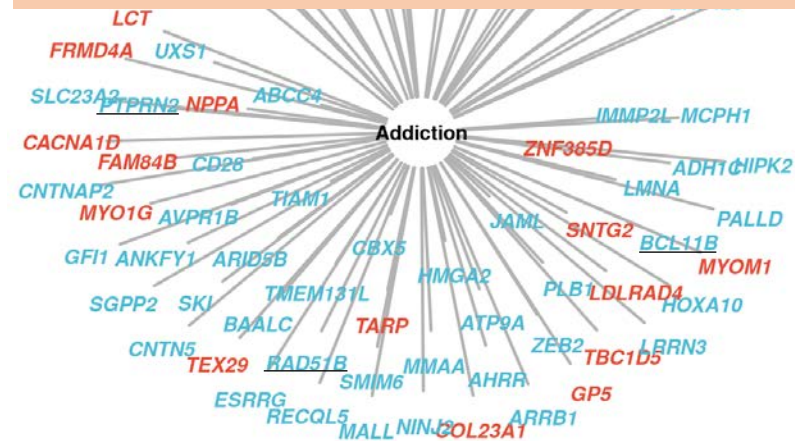 LCT
FRMD4A UXS1
SLC23A2 PTPRN2 NPPA ABCC4
IMMP2L MCPH1
Addiction
CACNA1D ZNF385D
FAM84B CD28 ADH1C HIPK2
CNTNAP2 TIAM1 LMNA
MYO1G AVPR1B JAML SNTG2 PALLD
GFI1 ANKFY1 ARID5B CBX5 BCL11B
HMGA2 MYOM1
SGPP2 SKI TMEM131L PLB1 LDLRAD4 HOXA10
BAALC TARP ATP9A
CNTN5 ZEB2 LRRN3
TEX29 RAD51B MMAA TBC1D5
SMIM6 AHRR
ESRRG GP5
RECQL5 ARRB1
MALL NINJ2 COL23A1